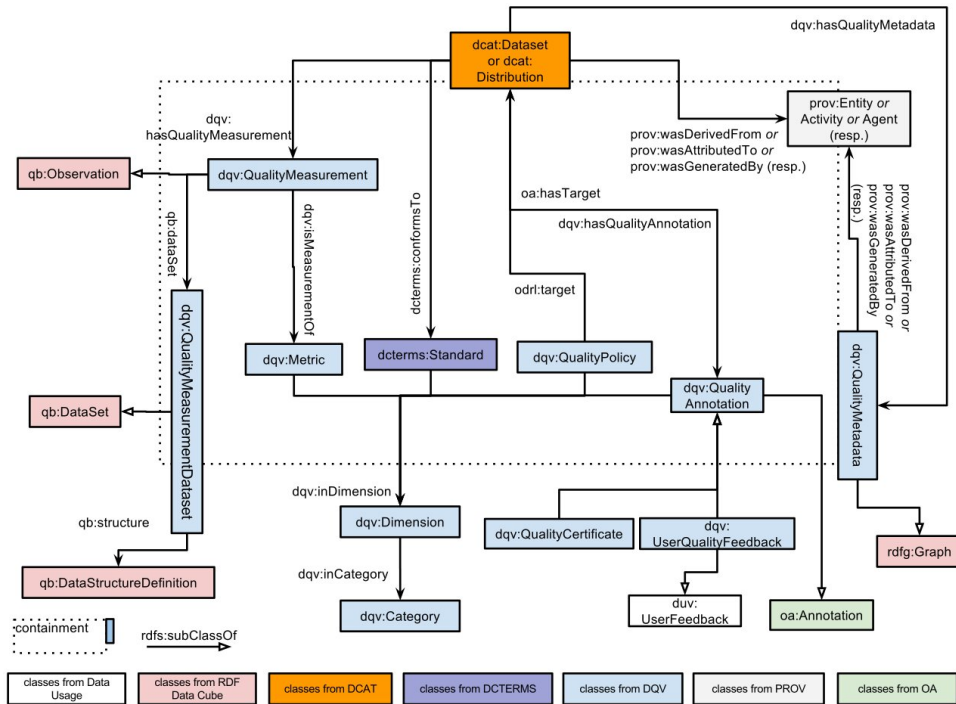 dqv:hasQualityMetadata
dcat:Dataset
or dcat:
Distribution
prov:Entity or
Activity or Agent
(resp.)
dqv:
hasQualityMeasurement
prov:wasDerivedFrom or
prov:wasAttributedTo or
prov:wasGeneratedBy (resp.)
qb:Observation
dqv:QualityMeasurement
oa:hasTarget
dqv:hasQualityAnnotation
qb:dataSet
dqv:isMeasurementOf
dcterms:conformsTo
prov:wasDerivedFrom or
prov:wasAttributedTo or
prov:wasGeneratedBy
(resp.)
odrl:target
dqv:QualityMeasurementDataset
dqv:Metric
dcterms:Standard
dqv:QualityPolicy
dqv:Quality
Annotation
dqv:QualityMetadata
qb:DataSet
dqv:inDimension
qb:structure
dqv:Dimension
dqv:QualityCertificate
dqv:
UserQualityFeedback
rdfg:Graph
qb:DataStructureDefinition
dqv:inCategory
dqv:Category
duv:
UserFeedback
oa:Annotation
containment
rdfs:subClassOf
classes from Data
Usage
classes from RDF
Data Cube
classes from DCAT
classes from DCTERMS
classes from DQV
classes from PROV
classes from OA